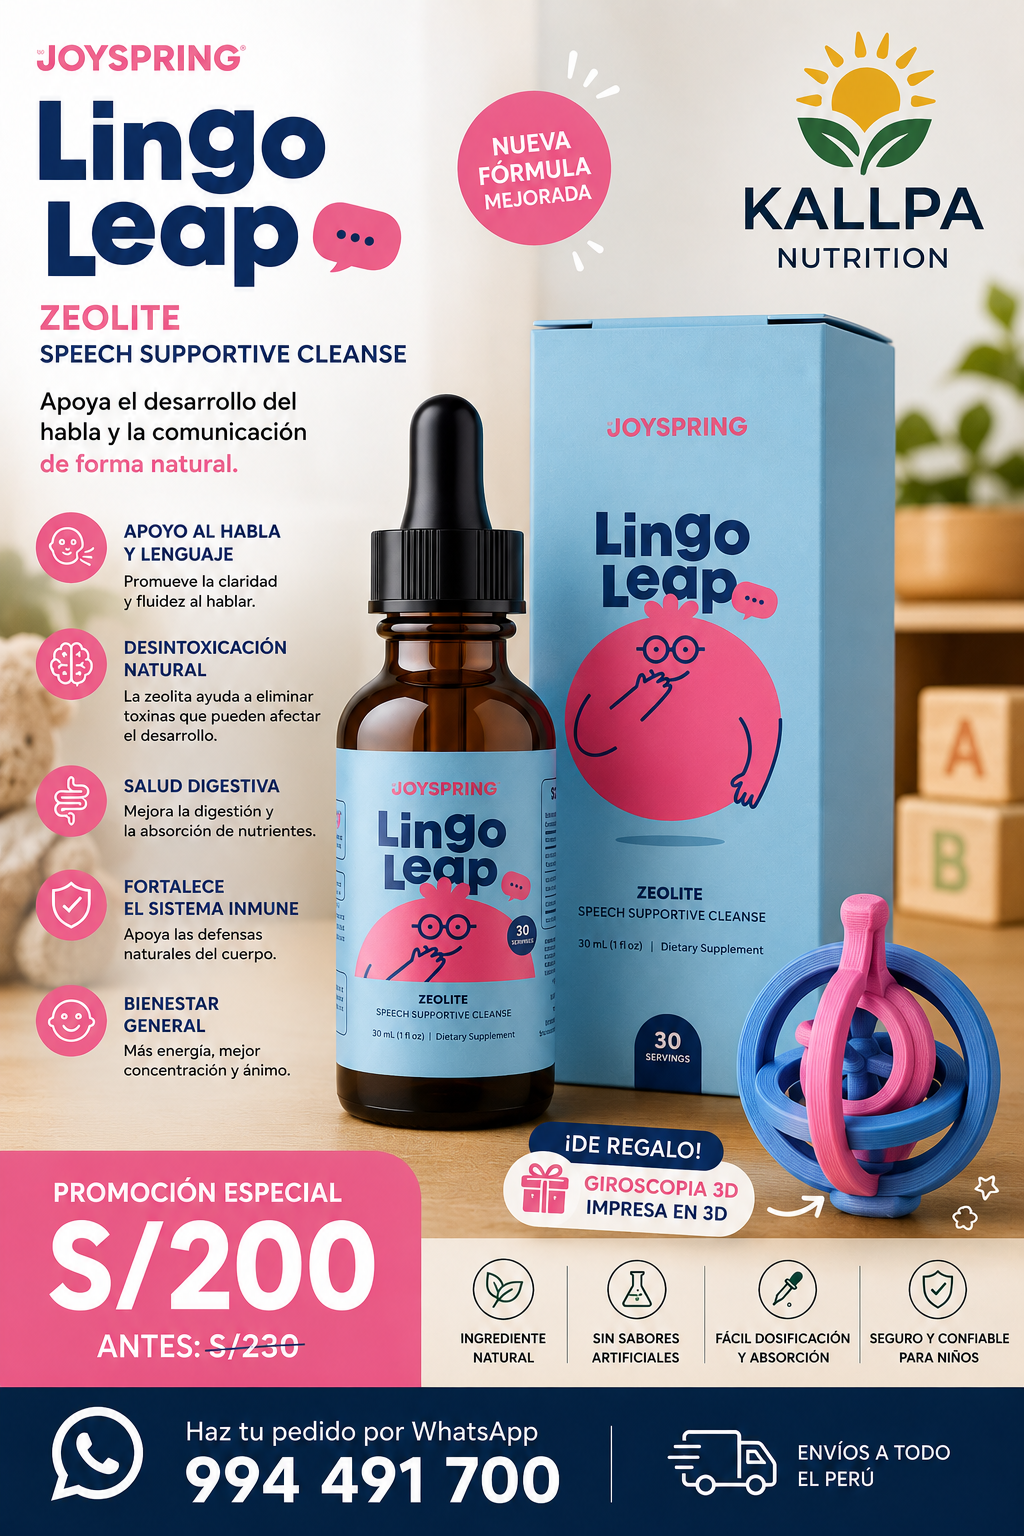 JOYSPRING®
Lingo
Leap
ZEOLITE
SPEECH SUPPORTIVE CLEANSE
Apoya el desarrollo del
habla y la comunicación
de forma natural.
NUEVA
FÓRMULA
MEJORADA
KALLPA
NUTRITION
APOYO AL HABLA
Y LENGUAJE
Promueve la claridad
y fluidez al hablar.
DESINTOXICACIÓN
NATURAL
La zeolita ayuda a eliminar
toxinas que pueden afectar
el desarrollo.
SALUD DIGESTIVA
Mejora la digestión y
la absorción de nutrientes.
FORTALECE
EL SISTEMA INMUNE
Apoya las defensas
naturales del cuerpo.
BIENESTAR
GENERAL
Más energía, mejor
concentración y ánimo.
JOYSPRING
Lingo
Leap
30
SERVINGS
ZEOLITE
SPEECH SUPPORTIVE CLEANSE
30 mL (1 fl oz) | Dietary Supplement
JOYSPRING
Lingo
Leap
ZEOLITE
SPEECH SUPPORTIVE CLEANSE
30 mL (1 fl oz) | Dietary Supplement
30
SERVINGS
A
B
¡DE REGALO!
GIROSCOPIA 3D
IMPRESA EN 3D
PROMOCIÓN ESPECIAL
S/200
ANTES: S/230
INGREDIENTE
NATURAL
SIN SABORES
ARTIFICIALES
FÁCIL DOSIFICACIÓN
Y ABSORCIÓN
SEGURO Y CONFIABLE
PARA NIÑOS
Haz tu pedido por WhatsApp
994 491 700
ENVÍOS A TODO
EL PERÚ